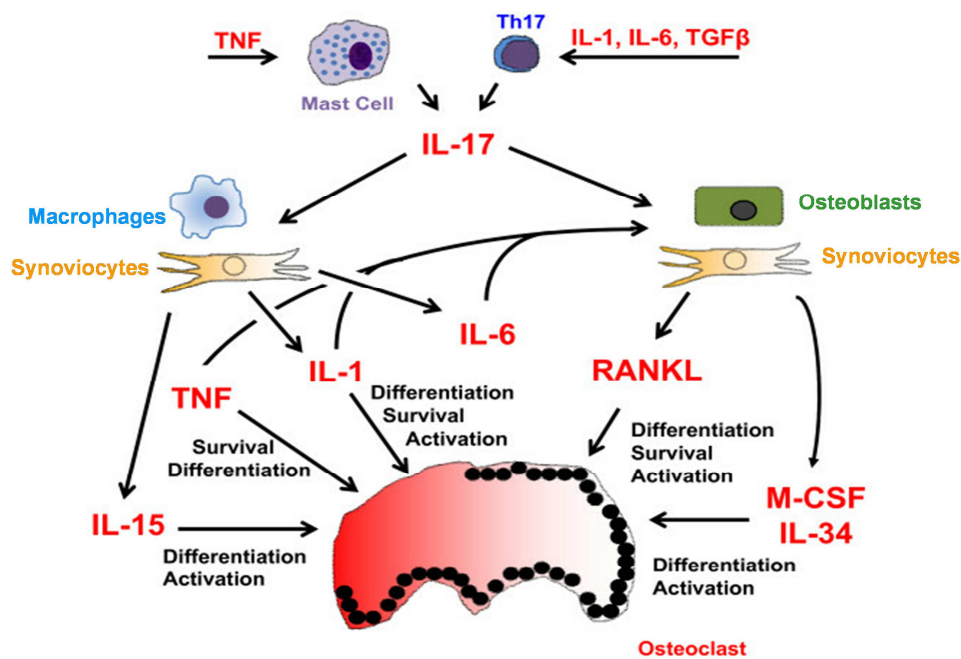 Th17
TNF
IL-1, IL-6, TGFβ
Mast Cell
IL-17
Macrophages
Osteoblasts
Synoviocytes
Synoviocytes
IL-6
IL-1
RANKL
TNF
Differentiation
Survival
Activation
Survival
Differentiation
Differentiation
Survival
Activation
IL-15
M-CSF
IL-34
Differentiation
Activation
Differentiation
Activation
Osteoclast